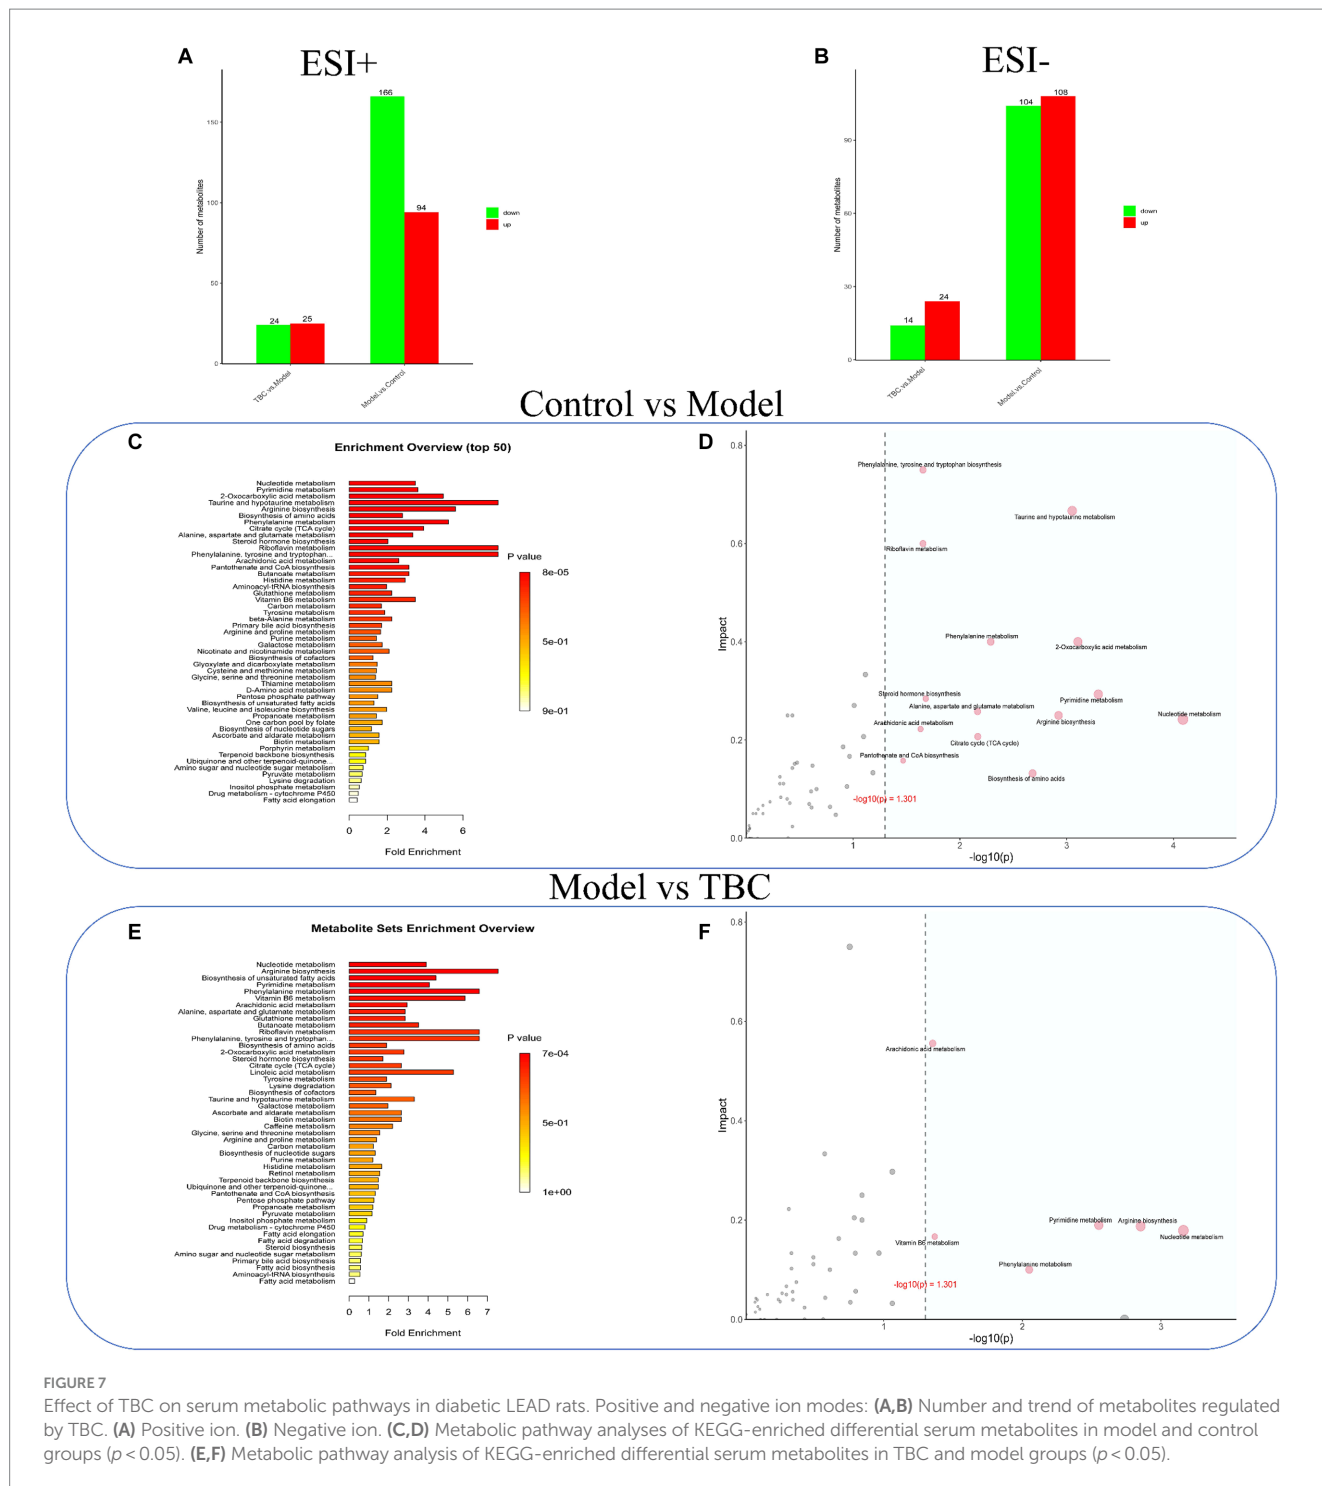 A
ESI+
Number of metabolites
150
100
50
0
166
94
24
25
TBC vs.Model
Model.vs.Control
down
up
B
ESI-
Number of metabolites
90
60
30
0
104
108
14
24
TBC vs.Model
Model.vs.Control
down
up
Control vs Model
C
Enrichment Overview (top 50)
Nucleotide metabolism
Pyrimidine metabolism
2-Oxocarboxylic acid metabolism
Taurine and hypotaurine metabolism
Arginine biosynthesis
Biosynthesis of amino acids
Phenylalanine metabolism
Citrate cycle (TCA cycle)
Alanine, aspartate and glutamate metabolism
Steroid hormone biosynthesis
Riboflavin metabolism
Phenylalanine, tyrosine and tryptophan...
Arachidonic acid metabolism
Pantothenate and CoA biosynthesis
Butanoate metabolism
Histidine metabolism
Aminoacyl-tRNA biosynthesis
Glutathione metabolism
Vitamin B6 metabolism
Carbon metabolism
Tyrosine metabolism
beta-Alanine metabolism
Primary bile acid biosynthesis
Arginine and proline metabolism
Purine metabolism
Galactose metabolism
Nicotinate and nicotinamide metabolism
Biosynthesis of cofactors
Glyoxylate and dicarboxylate metabolism
Cysteine and methionine metabolism
Glycine, serine and threonine metabolism
Thiamine metabolism
D-Amino acid metabolism
Pentose phosphate pathway
Biosynthesis of unsaturated fatty acids
Valine, leucine and isoleucine biosynthesis
Propanoate metabolism
One carbon pool by folate
Biosynthesis of nucleotide sugars
Ascorbate and aldarate metabolism
Biotin metabolism
Porphyrin metabolism
Terpenoid backbone biosynthesis
Ubiquinone and other terpenoid-quinone...
Amino sugar and nucleotide sugar metabolism
Pyruvate metabolism
Lysine degradation
Inositol phosphate metabolism
Drug metabolism - cytochrome P450
Fatty acid elongation
0 2 4 6
Fold Enrichment
P value
8e-05
5e-01
9e-01
D
Impact
0.8
0.6
0.4
0.2
0.0
Phenylalanine, tyrosine and tryptophan biosynthesis
Taurine and hypotaurine metabolism
Riboflavin metabolism
Phenylalanine metabolism
2-Oxocarboxylic acid metabolism
Steroid hormone biosynthesis
Pyrimidine metabolism
Alanine, aspartate and glutamate metabolism
Nucleotide metabolism
Arachidonic acid metabolism
Arginine biosynthesis
Citrate cycle (TCA cycle)
Pantothenate and CoA biosynthesis
Biosynthesis of amino acids
-log10(p) = 1.301
1 2 3 4
-log10(p)
Model vs TBC
E
Metabolite Sets Enrichment Overview
Nucleotide metabolism
Arginine biosynthesis
Biosynthesis of unsaturated fatty acids
Pyrimidine metabolism
Phenylalanine metabolism
Vitamin B6 metabolism
Arachidonic acid metabolism
Alanine, aspartate and glutamate metabolism
Glutathione metabolism
Butanoate metabolism
Riboflavin metabolism
Phenylalanine, tyrosine and tryptophan...
Biosynthesis of amino acids
2-Oxocarboxylic acid metabolism
Steroid hormone biosynthesis
Citrate cycle (TCA cycle)
Linoleic acid metabolism
Tyrosine metabolism
Lysine degradation
Biosynthesis of cofactors
Taurine and hypotaurine metabolism
Galactose metabolism
Ascorbate and aldarate metabolism
Biotin metabolism
Caffeine metabolism
Glycine, serine and threonine metabolism
Arginine and proline metabolism
Carbon metabolism
Biosynthesis of nucleotide sugars
Purine metabolism
Histidine metabolism
Retinol metabolism
Terpenoid backbone biosynthesis
Ubiquinone and other terpenoid-quinone...
Pantothenate and CoA biosynthesis
Pentose phosphate pathway
Propanoate metabolism
Pyruvate metabolism
Inositol phosphate metabolism
Drug metabolism - cytochrome P450
Fatty acid elongation
Fatty acid degradation
Steroid biosynthesis
Amino sugar and nucleotide sugar metabolism
Primary bile acid biosynthesis
Fatty acid biosynthesis
Aminoacyl-tRNA biosynthesis
Fatty acid metabolism
0 1 2 3 4 5 6 7
Fold Enrichment
P value
7e-04
5e-01
1e+00
F
Impact
0.8
0.6
0.4
0.2
0.0
Arachidonic acid metabolism
Pyrimidine metabolism
Arginine biosynthesis
Nucleotide metabolism
Vitamin B6 metabolism
Phenylalanine metabolism
-log10(p) = 1.301
1 2 3
-log10(p)
FIGURE 7
Effect of TBC on serum metabolic pathways in diabetic LEAD rats. Positive and negative ion modes: (A,B) Number and trend of metabolites regulated
by TBC. (A) Positive ion. (B) Negative ion. (C,D) Metabolic pathway analyses of KEGG-enriched differential serum metabolites in model and control
groups (p < 0.05). (E,F) Metabolic pathway analysis of KEGG-enriched differential serum metabolites in TBC and model groups (p < 0.05).